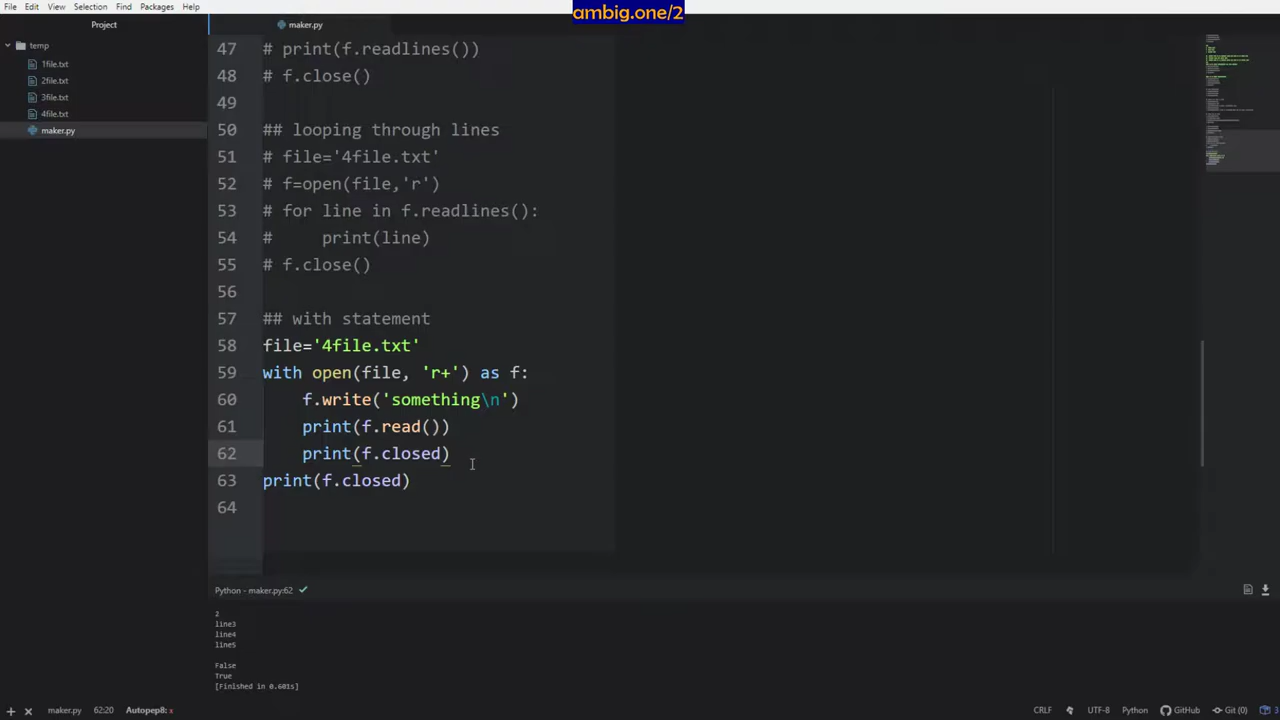 File Edit View Selection Find Packages Help
ambig.one/2
Project
maker.py
temp
1file.txt
2file.txt
3file.txt
4file.txt
maker.py
47 # print(f.readlines())
48 # f.close()
49
50 ## looping through lines
51 # file='4file.txt'
52 # f=open(file,'r')
53 # for line in f.readlines():
54 #     print(line)
55 # f.close()
56
57 ## with statement
58 file='4file.txt'
59 with open(file, 'r+') as f:
60     f.write('something\n')
61     print(f.read())
62     print(f.closed)
63 print(f.closed)
64
Python - maker.py:62
2
line3
line4
line5
False
True
[Finished in 0.601s]
maker.py 62:20 Autopep8: x CRLF UTF-8 Python GitHub Git (0) 3